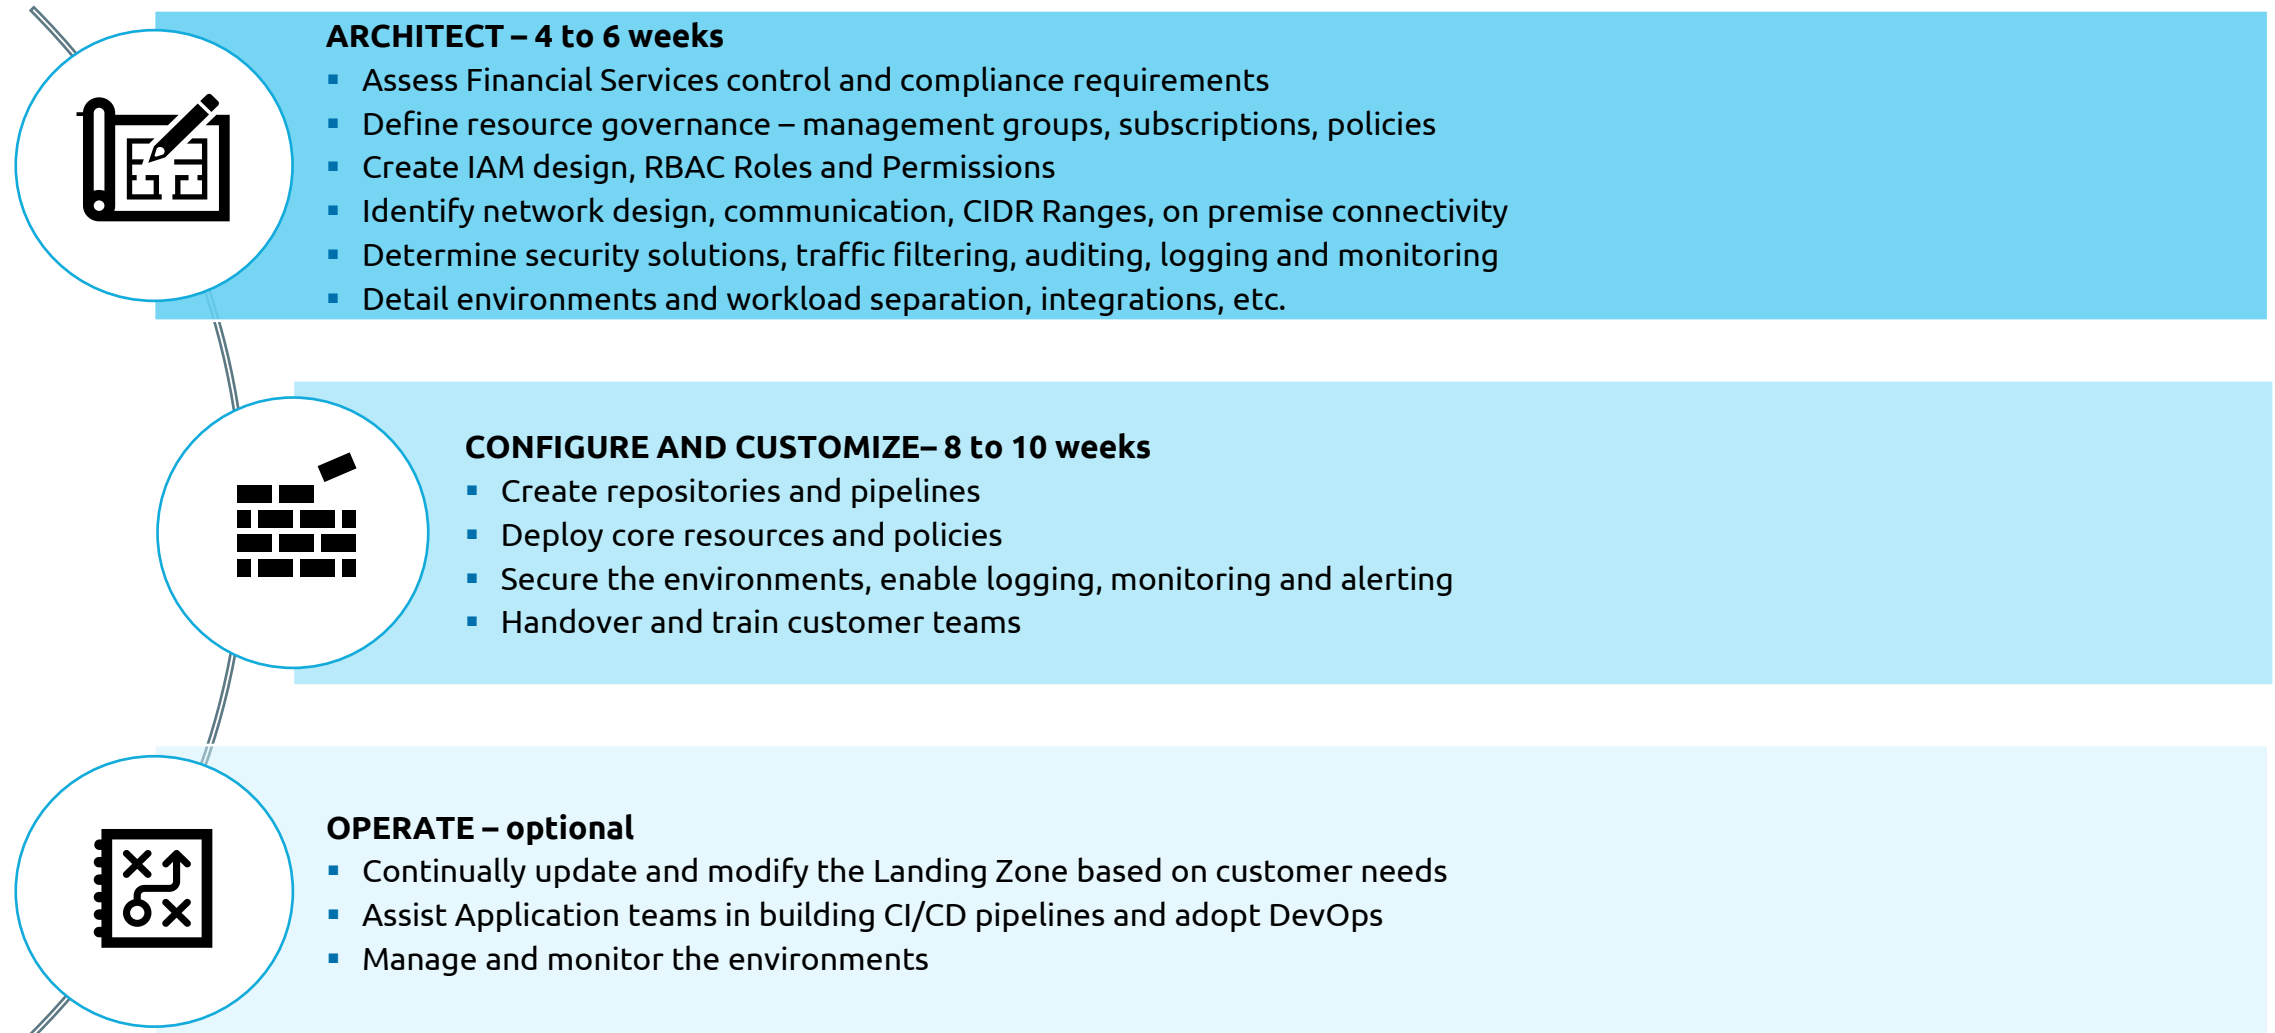 ARCHITECT – 4 to 6 weeks
▪ Assess Financial Services control and compliance requirements
▪ Define resource governance – management groups, subscriptions, policies
▪ Create IAM design, RBAC Roles and Permissions
▪ Identify network design, communication, CIDR Ranges, on premise connectivity
▪ Determine security solutions, traffic filtering, auditing, logging and monitoring
▪ Detail environments and workload separation, integrations, etc.
CONFIGURE AND CUSTOMIZE– 8 to 10 weeks
▪ Create repositories and pipelines
▪ Deploy core resources and policies
▪ Secure the environments, enable logging, monitoring and alerting
▪ Handover and train customer teams
OPERATE – optional
▪ Continually update and modify the Landing Zone based on customer needs
▪ Assist Application teams in building CI/CD pipelines and adopt DevOps
▪ Manage and monitor the environments